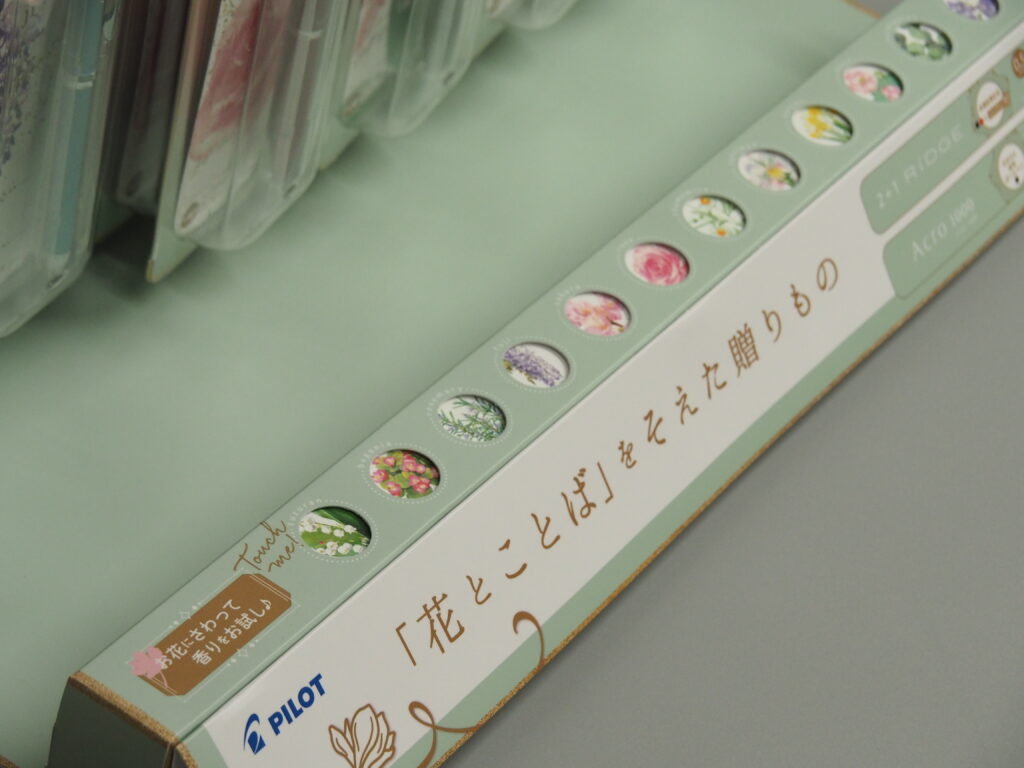 Touch
me!
お花にさわって
香りをお試し♪
PILOT
「花とことば」をそえた贈りもの
2+1 RIDGE
Acro 1000